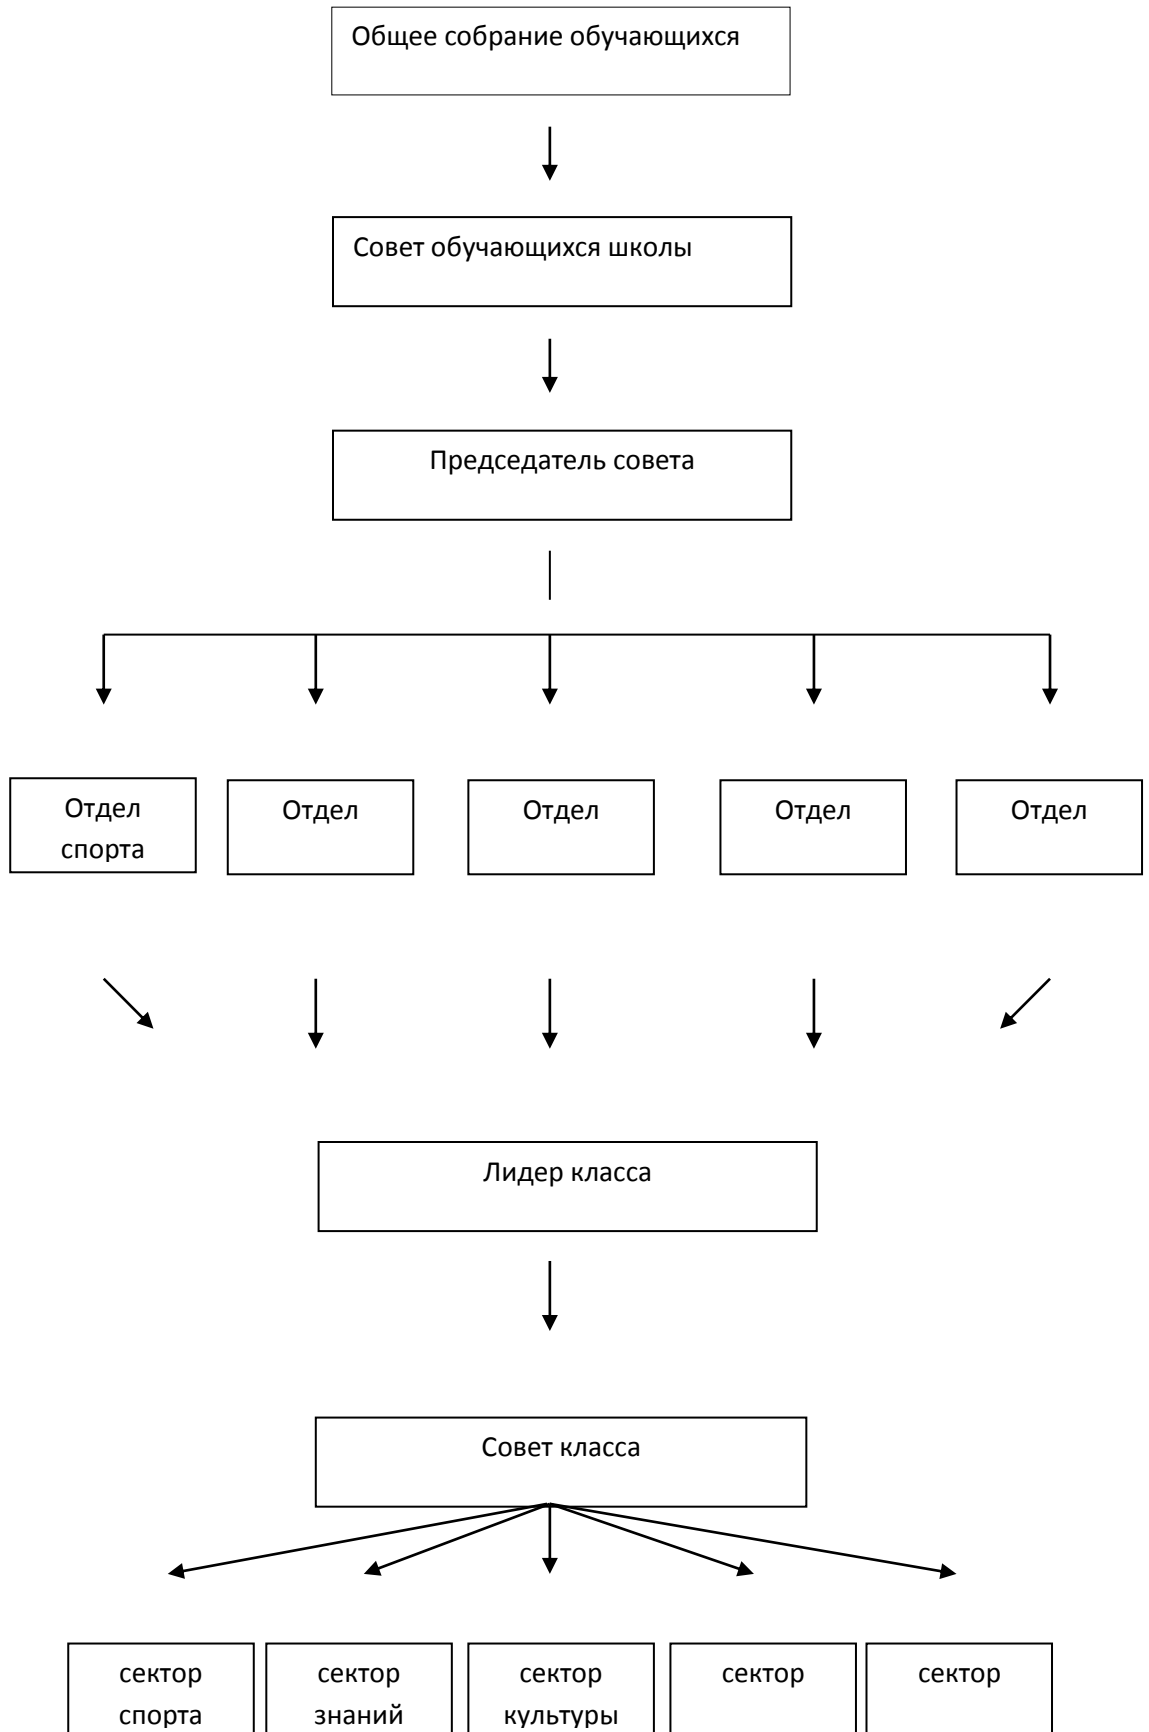 Общее собрание обучающихся
Совет обучающихся школы
Председатель совета
Отдел
спорта
Отдел
Отдел
Отдел
Отдел
Лидер класса
Совет класса
сектор
спорта
сектор
знаний
сектор
культуры
сектор
сектор